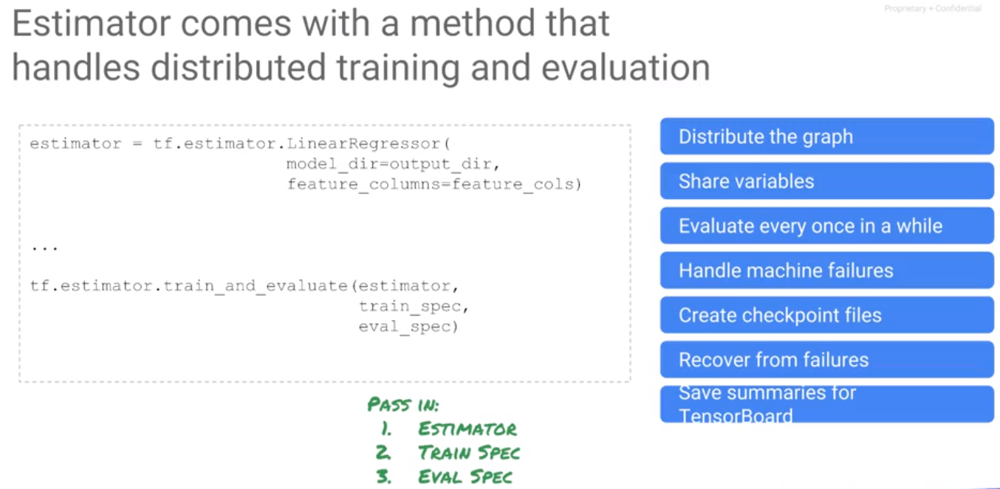 Proprietary + Confidential
Estimator comes with a method that
handles distributed training and evaluation
estimator = tf.estimator.LinearRegressor(
model_dir=output_dir,
feature_columns=feature_cols)
...
tf.estimator.train_and_evaluate(estimator,
train_spec,
eval_spec)
Pass in:
1. Estimator
2. Train Spec
3. Eval Spec
Distribute the graph
Share variables
Evaluate every once in a while
Handle machine failures
Create checkpoint files
Recover from failures
Save summaries for
TensorBoard